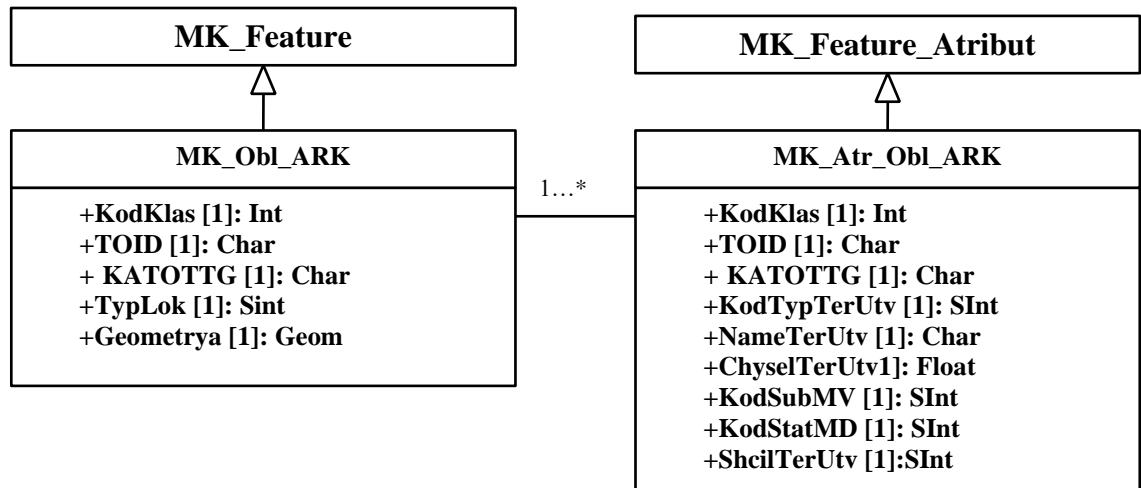 MK_Feature
MK_Feature_Atribut
MK_Obl_ARK
+KodKlas [1]: Int
+TOID [1]: Char
+ KATOTTG [1]: Char
+TypLok [1]: Sint
+Geometrya [1]: Geom
1…*
MK_Atr_Obl_ARK
+KodKlas [1]: Int
+TOID [1]: Char
+ KATOTTG [1]: Char
+KodTypTerUtv [1]: SInt
+NameTerUtv [1]: Char
+ChyselTerUtv1]: Float
+KodSubMV [1]: SInt
+KodStatMD [1]: SInt
+ShcilTerUtv [1]:SInt